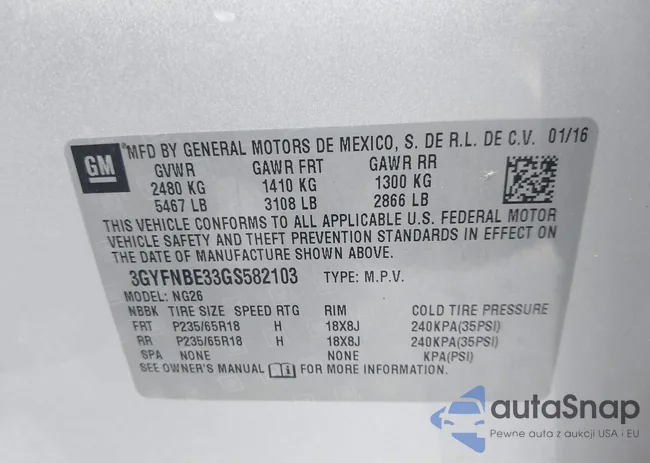 GM
MFD BY GENERAL MOTORS DE MEXICO, S. DE R.L. DE C.V. 01/16
GVWR GAWR FRT GAWR RR
2480 KG 1410 KG 1300 KG
5467 LB 3108 LB 2866 LB
THIS VEHICLE CONFORMS TO ALL APPLICABLE U.S. FEDERAL MOTOR
VEHICLE SAFETY AND THEFT PREVENTION STANDARDS IN EFFECT ON
THE DATE OF MANUFACTURE SHOWN ABOVE.
3GYFNBE33GS582103 TYPE: M.P.V.
MODEL: NG26
NBBK TIRE SIZE SPEED RTG RIM COLD TIRE PRESSURE
FRT P235/65R18 H 18X8J 240KPA(35PSI)
RR P235/65R18 H 18X8J 240KPA(35PSI)
SPA NONE NONE KPA(PSI)
SEE OWNER'S MANUAL FOR MORE INFORMATION.
autaSnap
Pewne auta z aukcji USA i EU